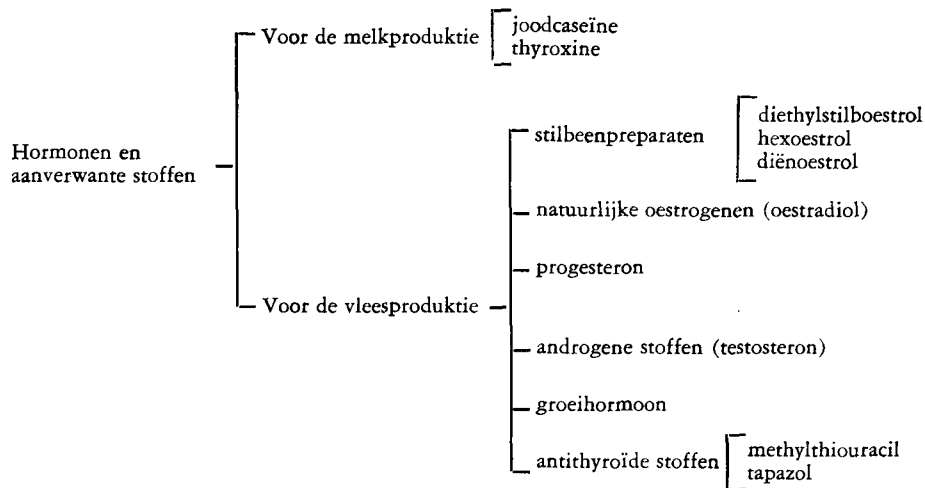 Voor de melkproduktie
joodcaseïne
thyroxine
Hormonen en
aanverwante stoffen
stilbeenpreparaten
diethylstilboestrol
hexoestrol
diënoestrol
natuurlijke oestrogenen (oestradiol)
progesteron
Voor de vleesproduktie
androgene stoffen (testosteron)
groeihormoon
antithyroïde stoffen
methylthiouracil
tapazol